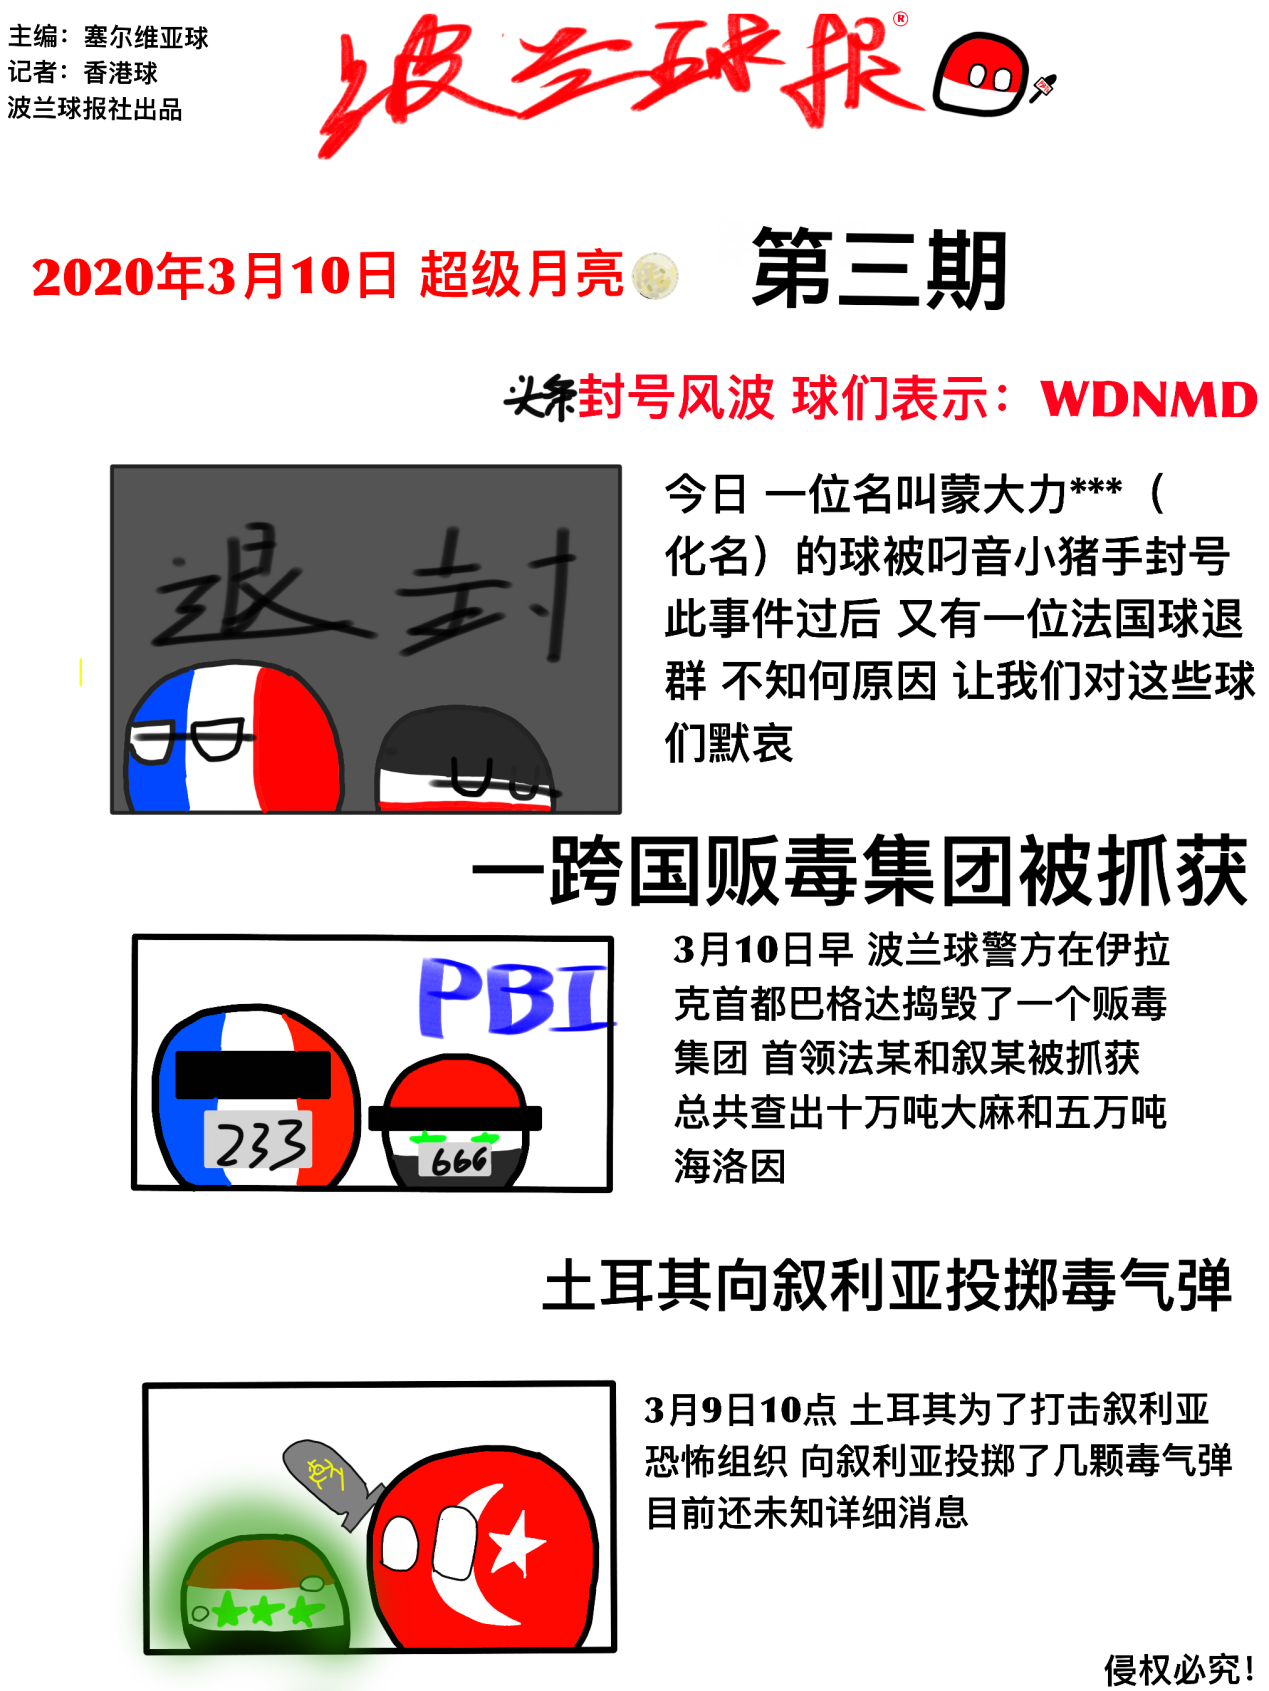 主编：塞尔维亚球
记者：香港球
波兰球报社出品
波兰球报®
2020年3月10日 超级月亮
第三期
头条封号风波 球们表示：WDNMD
退 封
今日 一位名叫蒙大力***（
化名）的球被叼音小猪手封号
此事件过后 又有一位法国球退
群 不知何原因 让我们对这些球
们默哀
一跨国贩毒集团被抓获
PBI
233
666
3月10日早 波兰球警方在伊拉
克首都巴格达捣毁了一个贩毒
集团 首领法某和叙某被抓获
总共查出十万吨大麻和五万吨
海洛因
土耳其向叙利亚投掷毒气弹
3月9日10点 土耳其为了打击叙利亚
恐怖组织 向叙利亚投掷了几颗毒气弹
目前还未知详细消息
侵权必究！